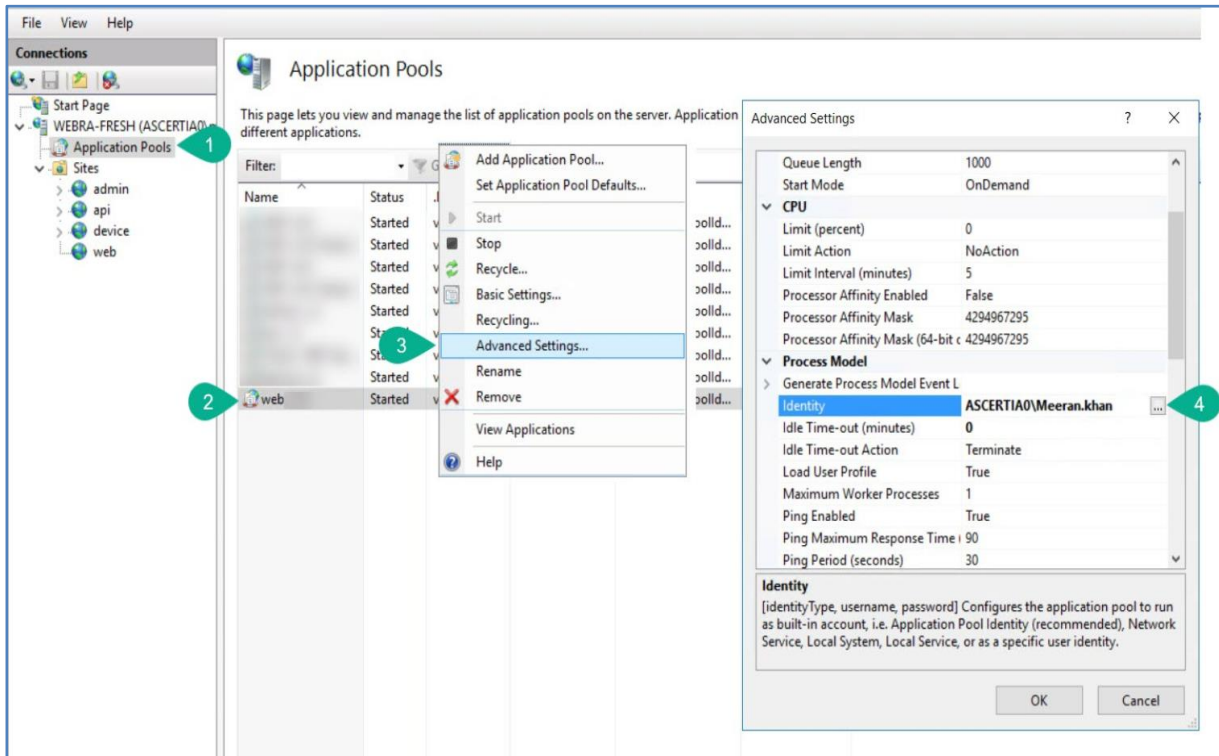 File View Help
Connections
Start Page
WEBRA-FRESH (ASCERTIA0\
Application Pools
Sites
admin
api
device
web
1
Application Pools
This page lets you view and manage the list of application pools on the server. Application
different applications.
Filter:
Name Status
Started
Started
Started
Started
Started
Started
web Started
2
Add Application Pool...
Set Application Pool Defaults...
Start
Stop
Recycle...
Basic Settings...
Recycling...
Advanced Settings...
Rename
Remove
View Applications
Help
3
polld...
polld...
polld...
polld...
polld...
polld...
polld...
polld...
polld...
Advanced Settings ? X
Queue Length 1000
Start Mode OnDemand
CPU
Limit (percent) 0
Limit Action NoAction
Limit Interval (minutes) 5
Processor Affinity Enabled False
Processor Affinity Mask 4294967295
Processor Affinity Mask (64-bit c 4294967295
Process Model
Generate Process Model Event L
Identity ASCERTIA0\Meeran.khan ...
4
Idle Time-out (minutes) 0
Idle Time-out Action Terminate
Load User Profile True
Maximum Worker Processes 1
Ping Enabled True
Ping Maximum Response Time ( 90
Ping Period (seconds) 30
Identity
[identityType, username, password] Configures the application pool to run
as built-in account, i.e. Application Pool Identity (recommended), Network
Service, Local System, Local Service, or as a specific user identity.
OK Cancel